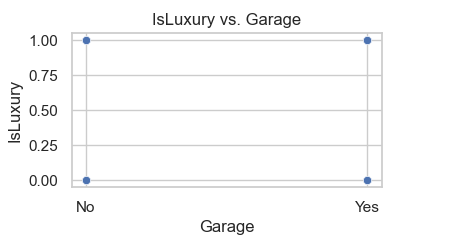 IsLuxury vs. Garage
1.00
0.75
0.50
0.25
0.00
IsLuxury
No
Yes
Garage